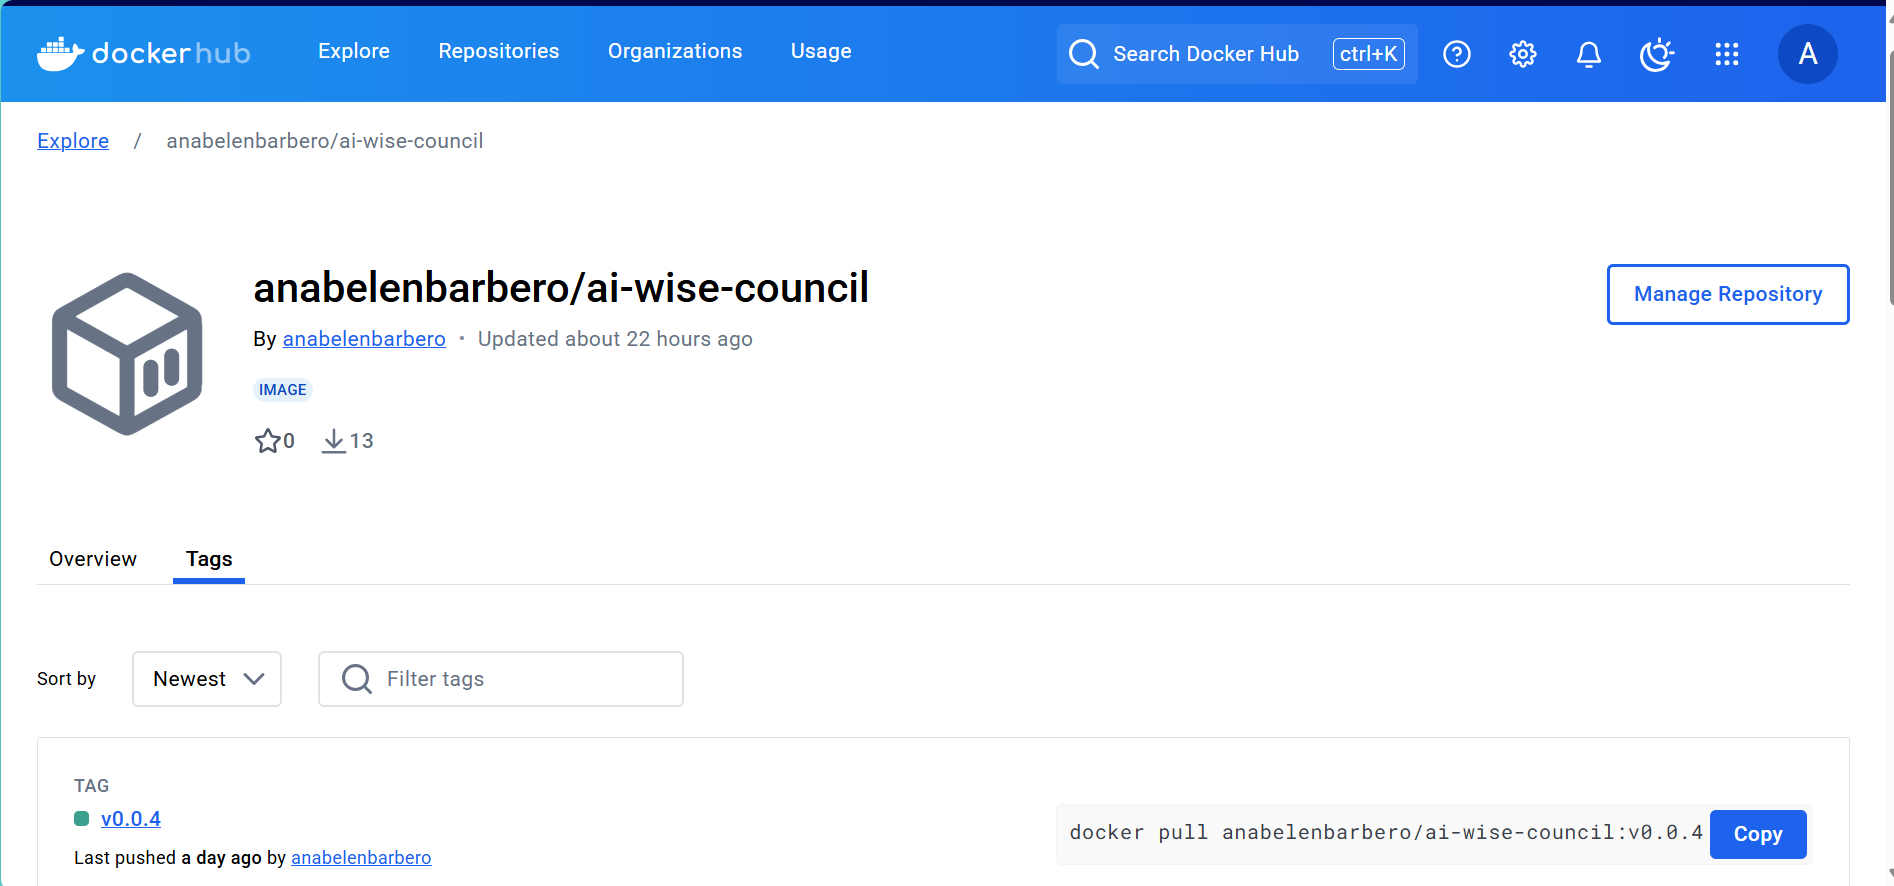 dockerhub Explore Repositories Organizations Usage Search Docker Hub ctrl+K A
Explore / anabelenbarbero/ai-wise-council
anabelenbarbero/ai-wise-council
Manage Repository
By anabelenbarbero • Updated about 22 hours ago
IMAGE
0 13
Overview Tags
Sort by Newest Filter tags
TAG
v0.0.4
docker pull anabelenbarbero/ai-wise-council:v0.0.4 Copy
Last pushed a day ago by anabelenbarbero